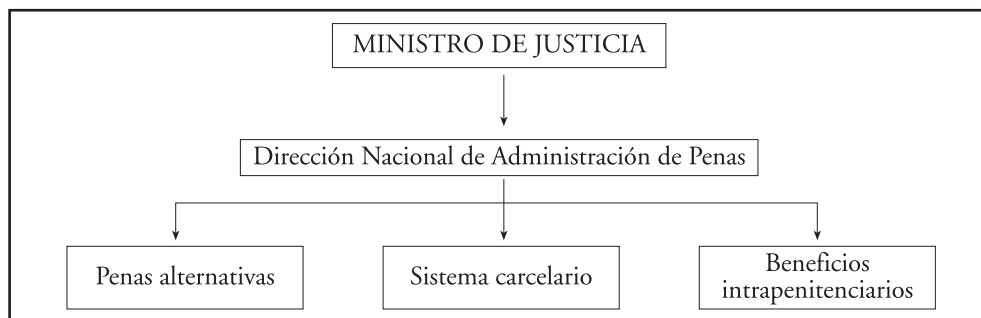 MINISTRO DE JUSTICIA
Dirección Nacional de Administración de Penas
Penas alternativas
Sistema carcelario
Beneficios
intrapenitenciarios